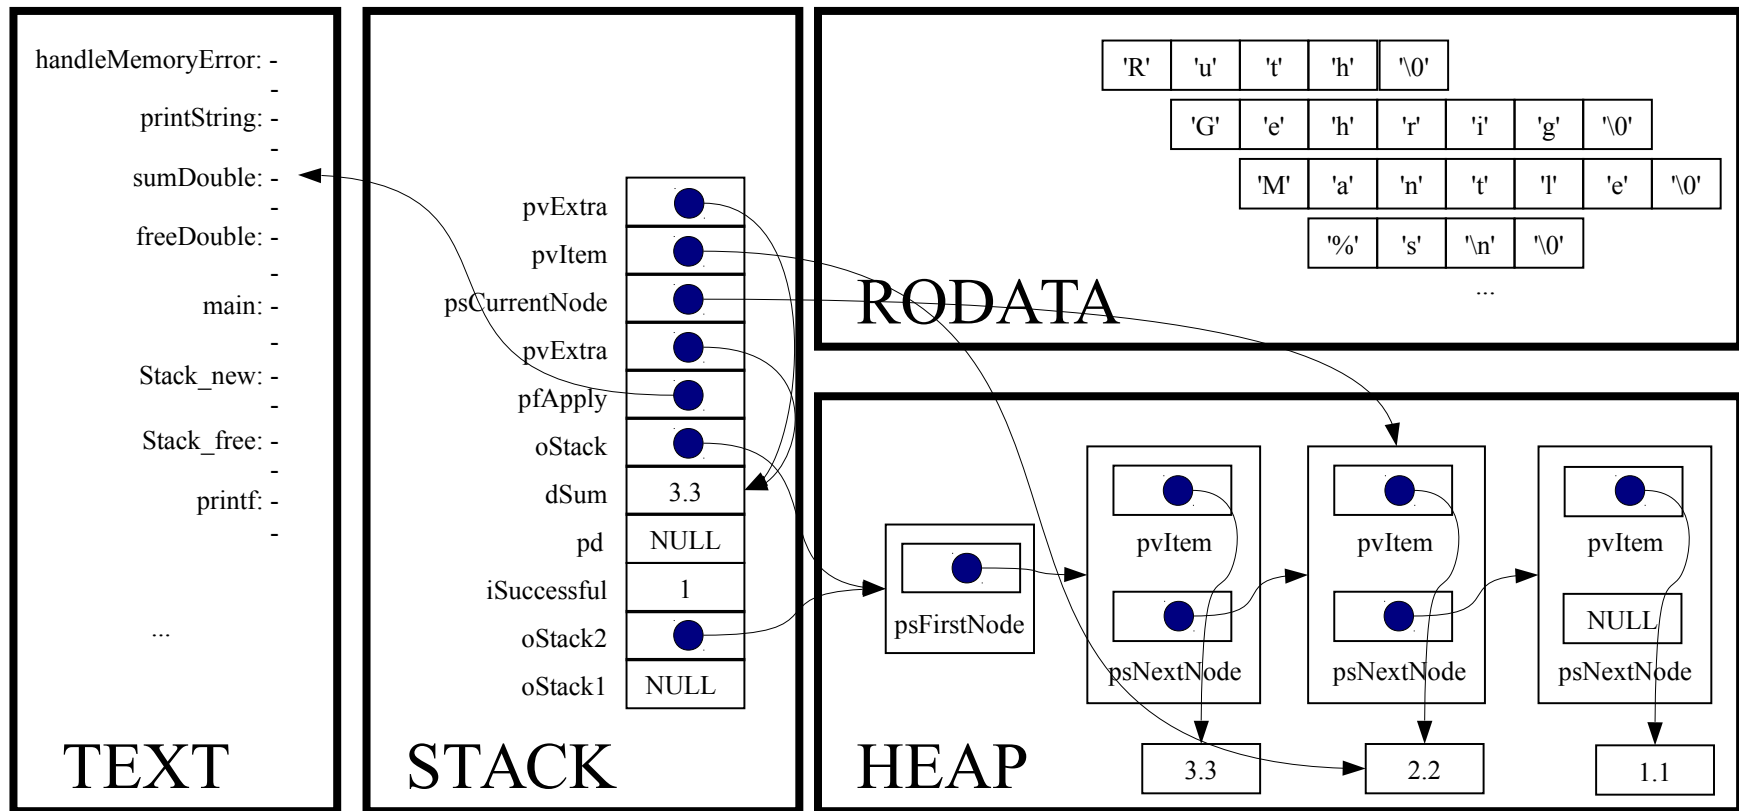 handleMemoryError: -
-
printString: -
-
sumDouble: -
-
freeDouble: -
-
main: -
-
Stack_new: -
-
Stack_free: -
-
printf: -
-
...
TEXT
pvExtra
pvItem
psCurrentNode
pvExtra
pfApply
oStack
dSum 3.3
pd NULL
iSuccessful 1
oStack2
oStack1 NULL
STACK
'R' 'u' 't' 'h' '\0'
'G' 'e' 'h' 'r' 'i' 'g' '\0'
'M' 'a' 'n' 't' 'l' 'e' '\0'
'%' 's' '\n' '\0'
...
RODATA
psFirstNode
pvItem pvItem pvItem
NULL
psNextNode psNextNode psNextNode
3.3 2.2 1.1
HEAP